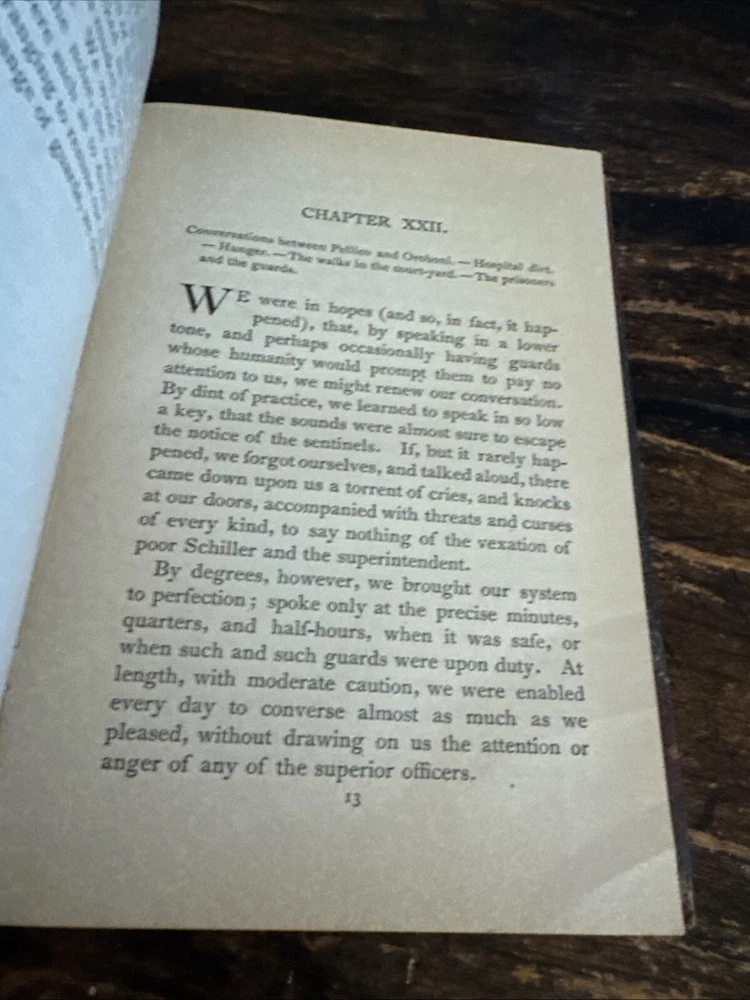 CHAPTER XXII.
Conversations between Pellico and Oroboni. — Hospital diet.
— Hunger. — The walks in the court-yard. — The prisoners
and the guards.
WE were in hopes (and so, in fact, it hap-
pened), that, by speaking in a lower
tone, and perhaps occasionally having guards
whose humanity would prompt them to pay no
attention to us, we might renew our conversation.
By dint of practice, we learned to speak in so low
a key, that the sounds were almost sure to escape
the notice of the sentinels. If, but it rarely hap-
pened, we forgot ourselves, and talked aloud, there
came down upon us a torrent of cries, and knocks
at our doors, accompanied with threats and curses
of every kind, to say nothing of the vexation of
poor Schiller and the superintendent.
By degrees, however, we brought our system
to perfection; spoke only at the precise minutes,
quarters, and half-hours, when it was safe, or
when such and such guards were upon duty. At
length, with moderate caution, we were enabled
every day to converse almost as much as we
pleased, without drawing on us the attention or
anger of any of the superior officers.
13